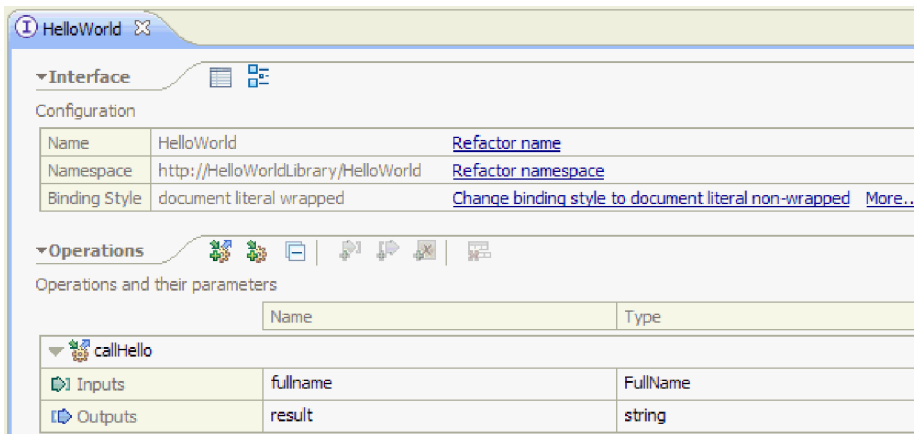 HelloWorld
Interface
Configuration
Name HelloWorld Refactor name
Namespace http://HelloWorldLibrary/HelloWorld Refactor namespace
Binding Style document literal wrapped Change binding style to document literal non-wrapped More..
Operations
Operations and their parameters
Name Type
callHello
Inputs fullname FullName
Outputs result string